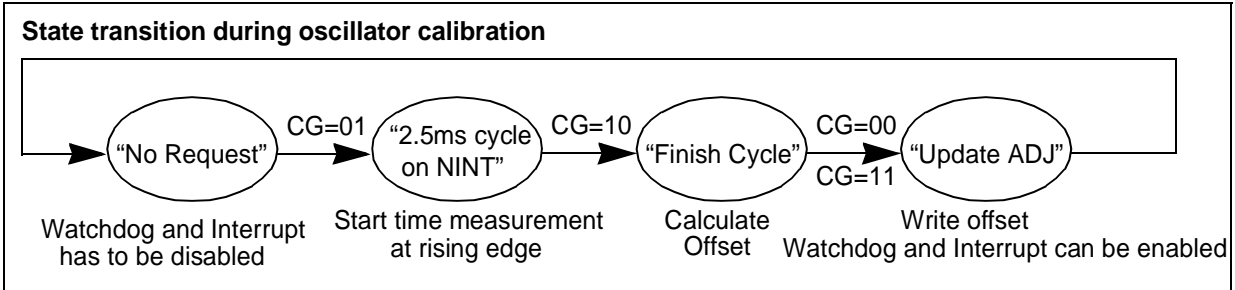 State transition during oscillator calibration
CG=01
CG=10
CG=00
"No Request"
"2.5ms cycle
on NINT"
"Finish Cycle"
"Update ADJ"
CG=11
Watchdog and Interrupt
has to be disabled
Start time measurement
at rising edge
Calculate
Offset
Write offset
Watchdog and Interrupt can be enabled